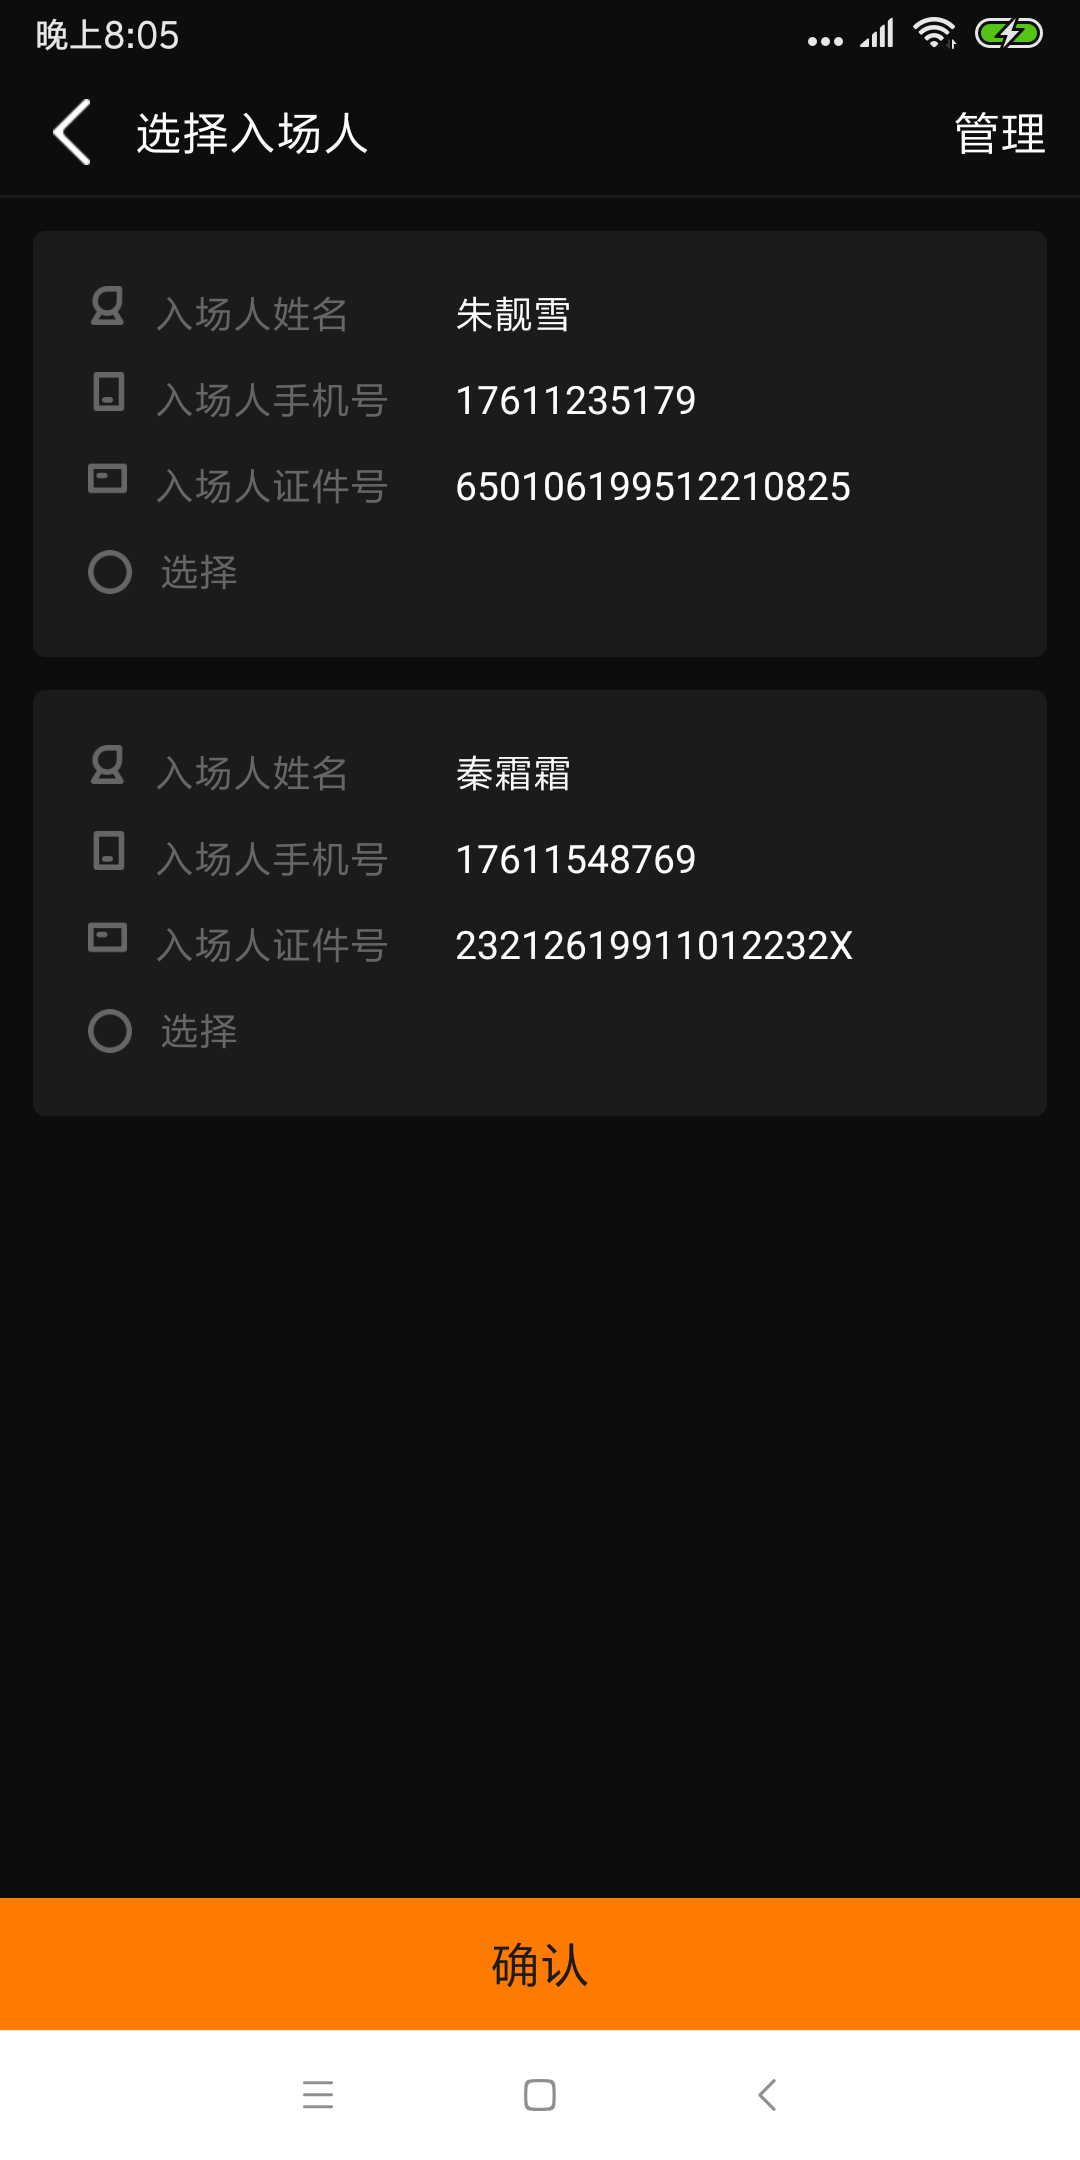 晚上8:05
选择入场人 管理
入场人姓名 朱靓雪
入场人手机号 17611235179
入场人证件号 650106199512210825
选择
入场人姓名 秦霜霜
入场人手机号 17611548769
入场人证件号 23212619911012232X
选择
确认